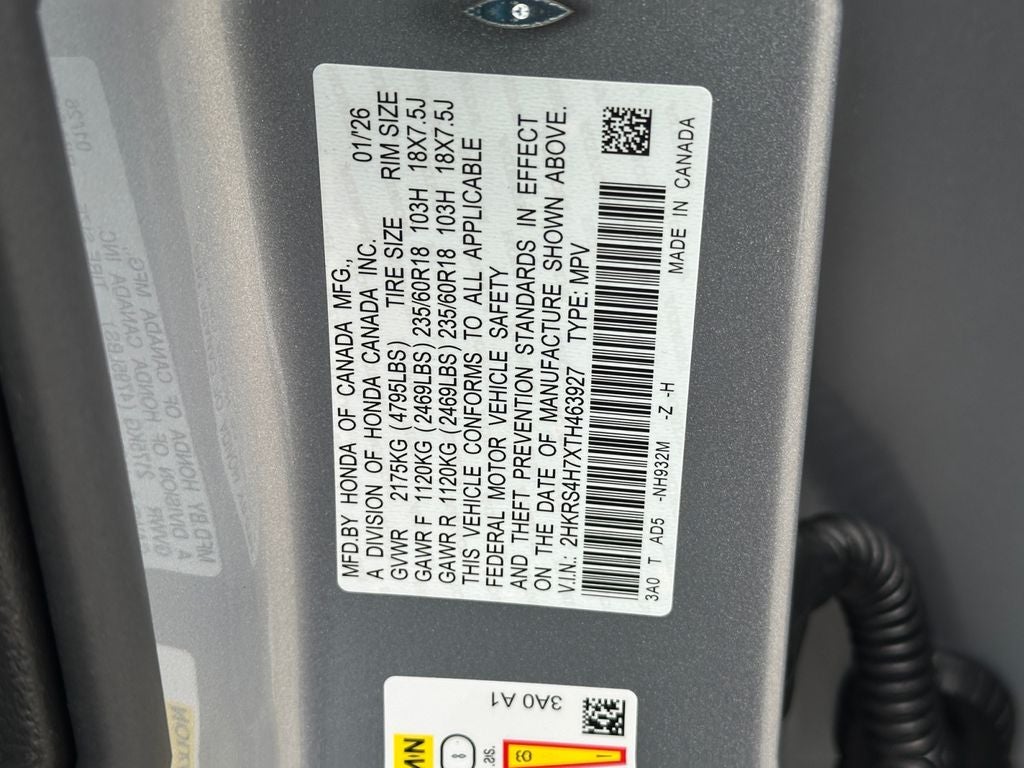 MFD.BY HONDA OF CANADA MFG., 01/'26
A DIVISION OF HONDA CANADA INC.
GVWR 2175KG (4795LBS) TIRE SIZE RIM SIZE
GAWR F 1120KG (2469LBS) 235/60R18 103H 18X7.5J
GAWR R 1120KG (2469LBS) 235/60R18 103H 18X7.5J
THIS VEHICLE CONFORMS TO ALL APPLICABLE
FEDERAL MOTOR VEHICLE SAFETY
AND THEFT PREVENTION STANDARDS IN EFFECT
ON THE DATE OF MANUFACTURE SHOWN ABOVE.
V.I.N.: 2HKRS4H7XTH463927 TYPE: MPV
3A0 T AD5 -NH932M -Z -H
MADE IN CANADA
3A0 A1